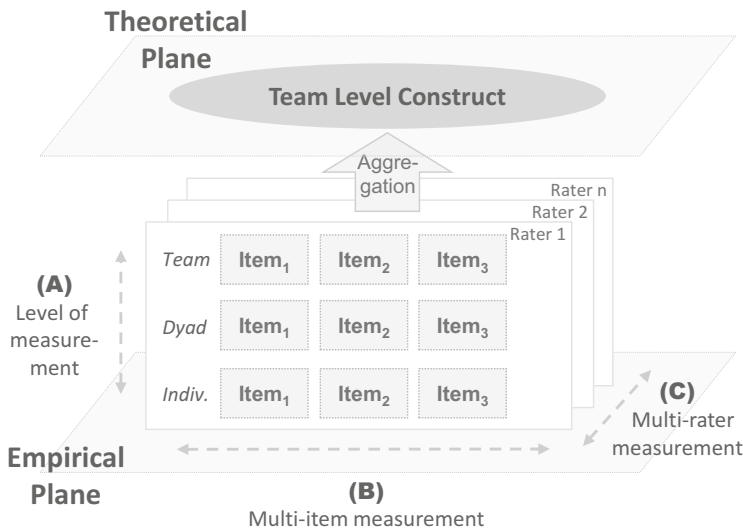 Theoretical
Plane
Team Level Construct
Aggre-
gation
Rater n
Rater 2
Rater 1
Team Item₁ Item₂ Item₃
(A)
Level of
measure-
ment
Dyad Item₁ Item₂ Item₃
Indiv. Item₁ Item₂ Item₃
(C)
Multi-rater
measurement
Empirical
Plane
(B)
Multi-item measurement